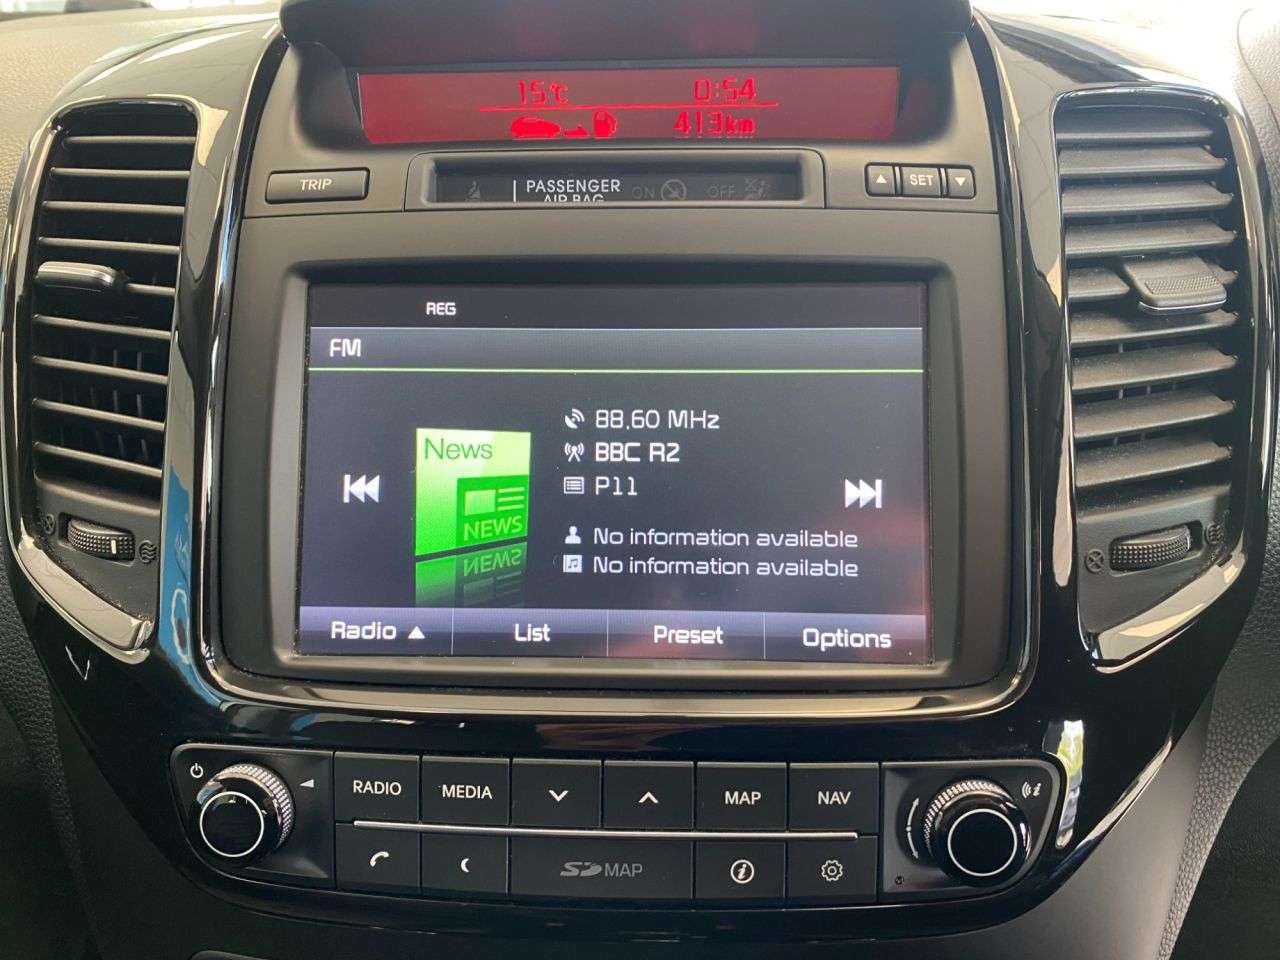 15°C 0:54
413km
TRIP
PASSENGER
AIR BAG
ON
OFF
SET
REG
FM
News
NEWS
88.60 MHz
BBC R2
P11
No information available
No information available
Radio
List
Preset
Options
RADIO
MEDIA
MAP
NAV
SD MAP